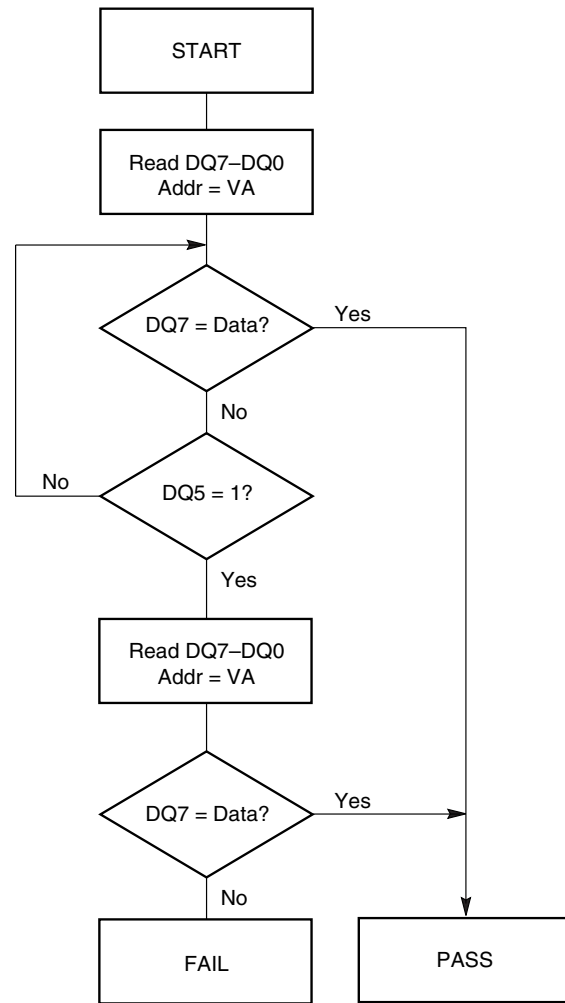 START
Read DQ7–DQ0
Addr = VA
DQ7 = Data?
Yes
No
No
DQ5 = 1?
Yes
Read DQ7–DQ0
Addr = VA
DQ7 = Data?
Yes
No
FAIL
PASS